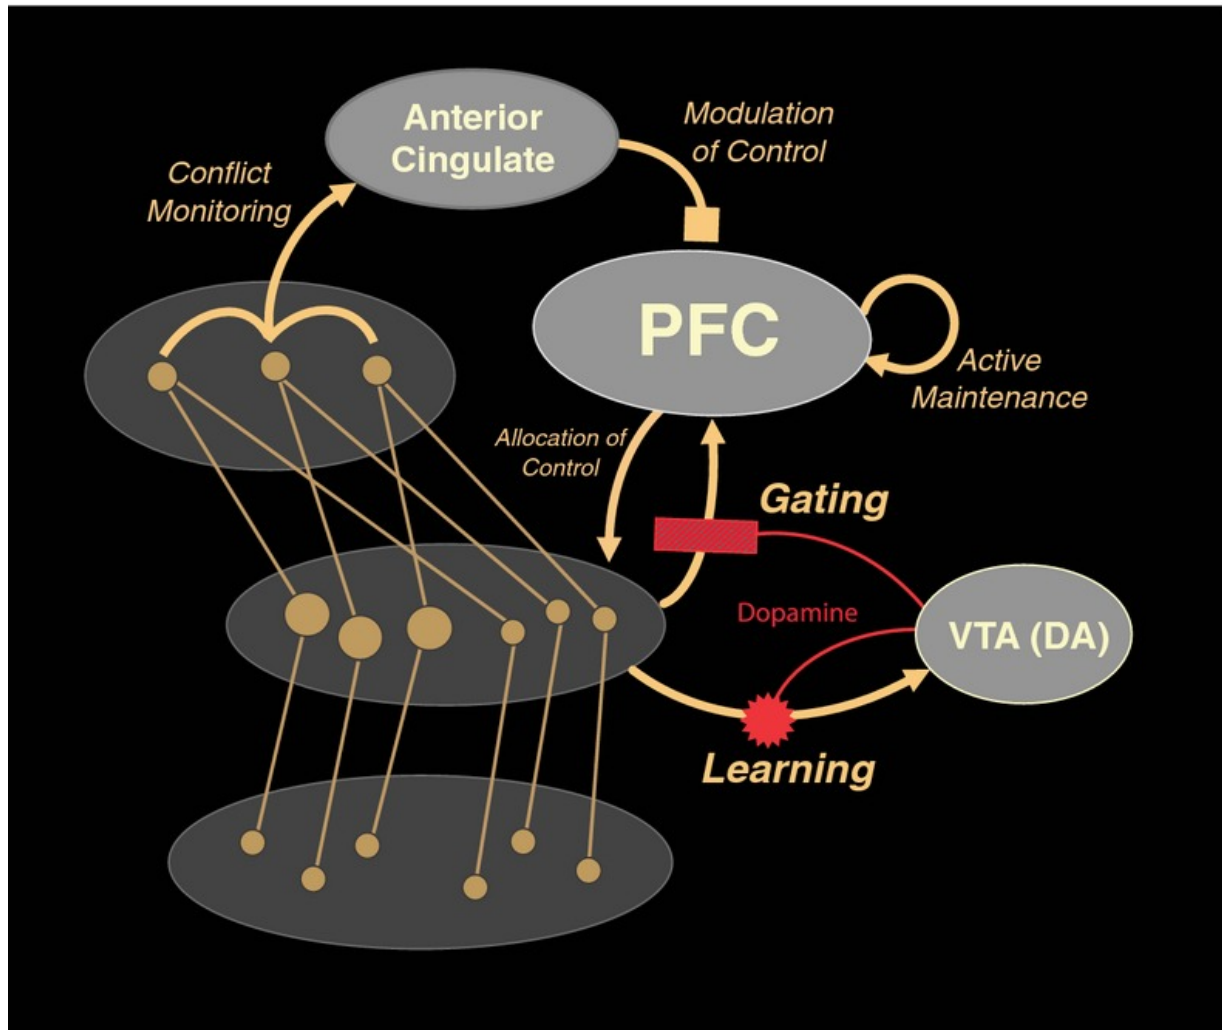 Anterior
Cingulate
Modulation
of Control
Conflict
Monitoring
PFC
Active
Maintenance
Allocation of
Control
Gating
Dopamine
VTA (DA)
Learning